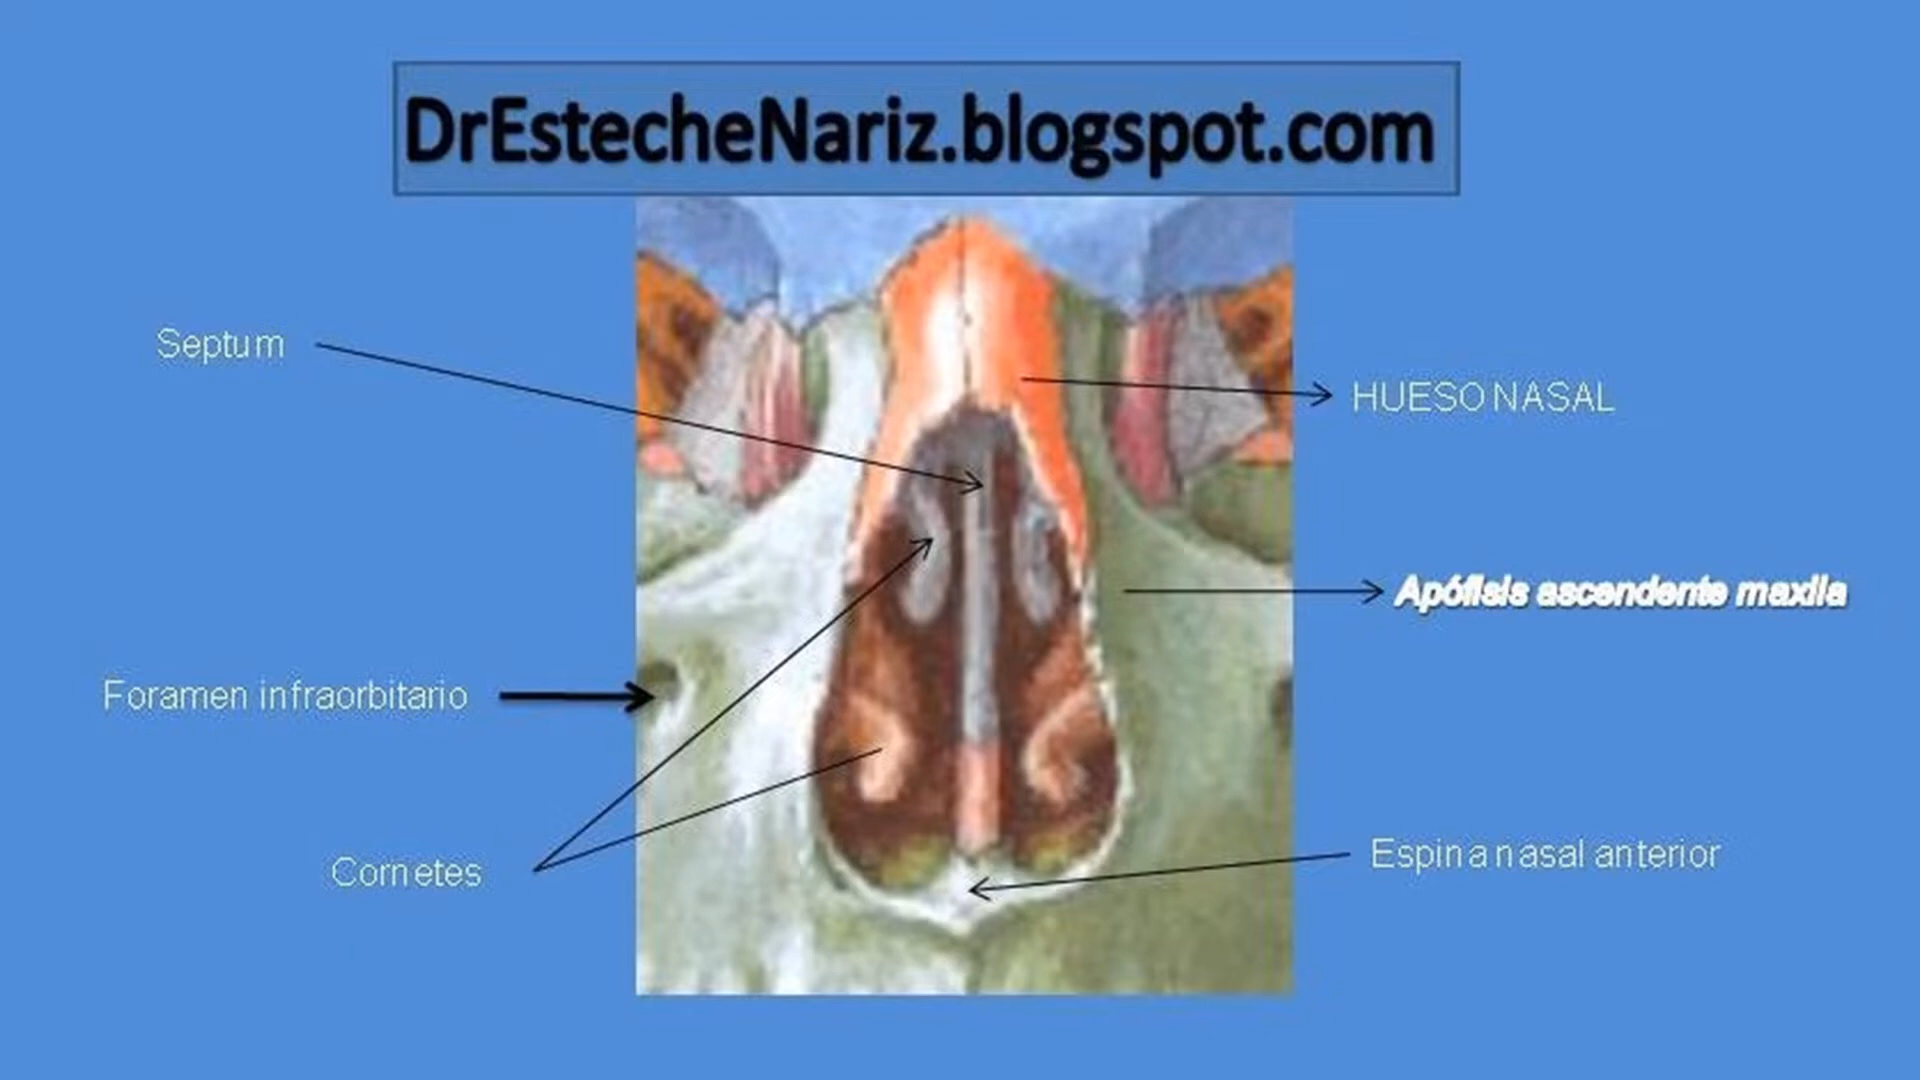 DrEstecheNariz.blogspot.com
Septum
HUESO NASAL
Apófisis ascendente maxila
Foramen infraorbitario
Cornetes
Espina nasal anterior